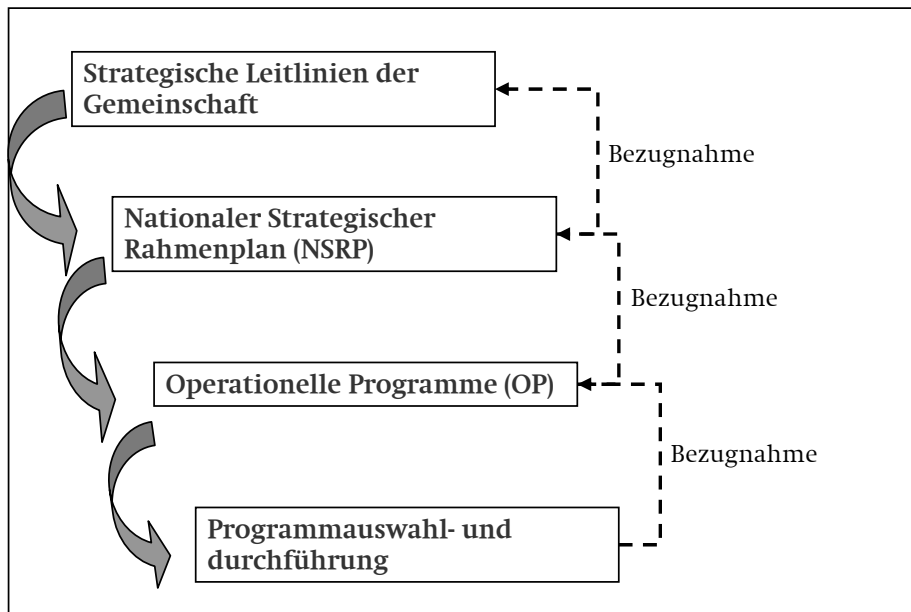 Strategische Leitlinien der
Gemeinschaft
Bezugnahme
Nationaler Strategischer
Rahmenplan (NSRP)
Bezugnahme
Operationelle Programme (OP)
Bezugnahme
Programmauswahl- und
durchführung